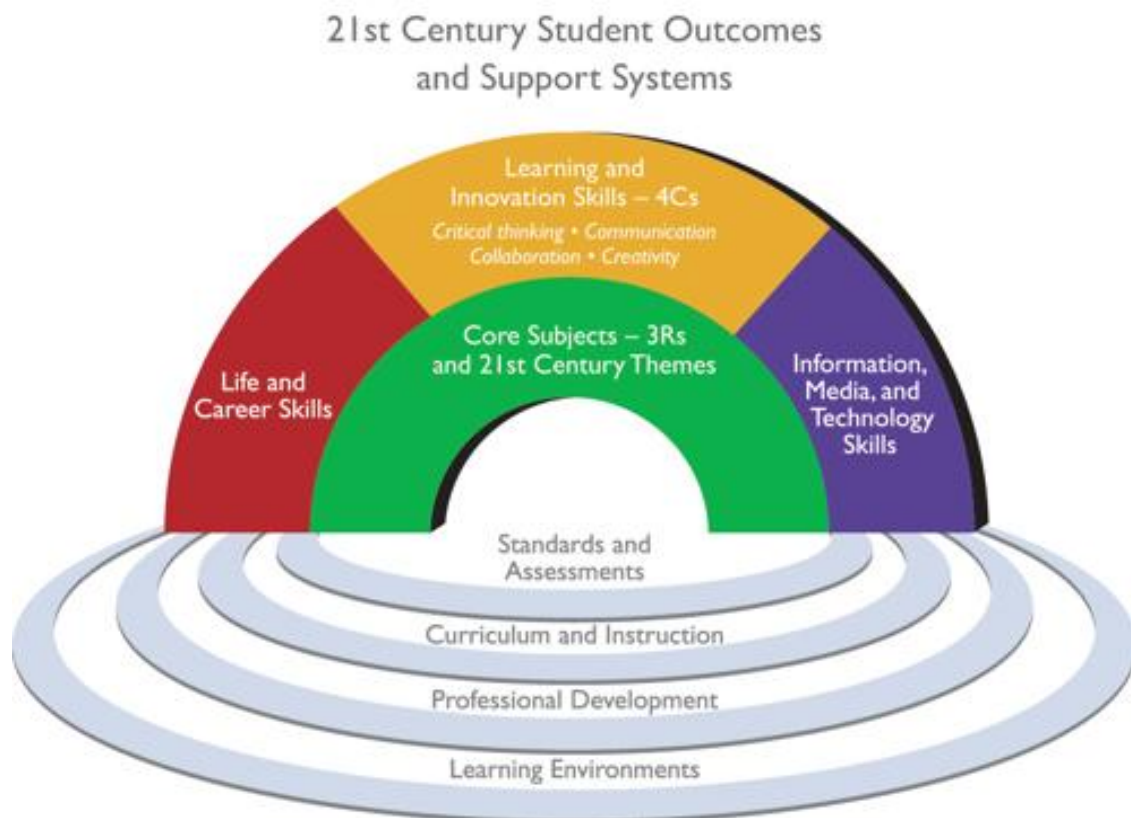 21st Century Student Outcomes
and Support Systems
Learning and
Innovation Skills – 4Cs
Critical thinking • Communication
Collaboration • Creativity
Core Subjects – 3Rs
and 21st Century Themes
Life and
Career Skills
Information,
Media, and
Technology
Skills
Standards and
Assessments
Curriculum and Instruction
Professional Development
Learning Environments